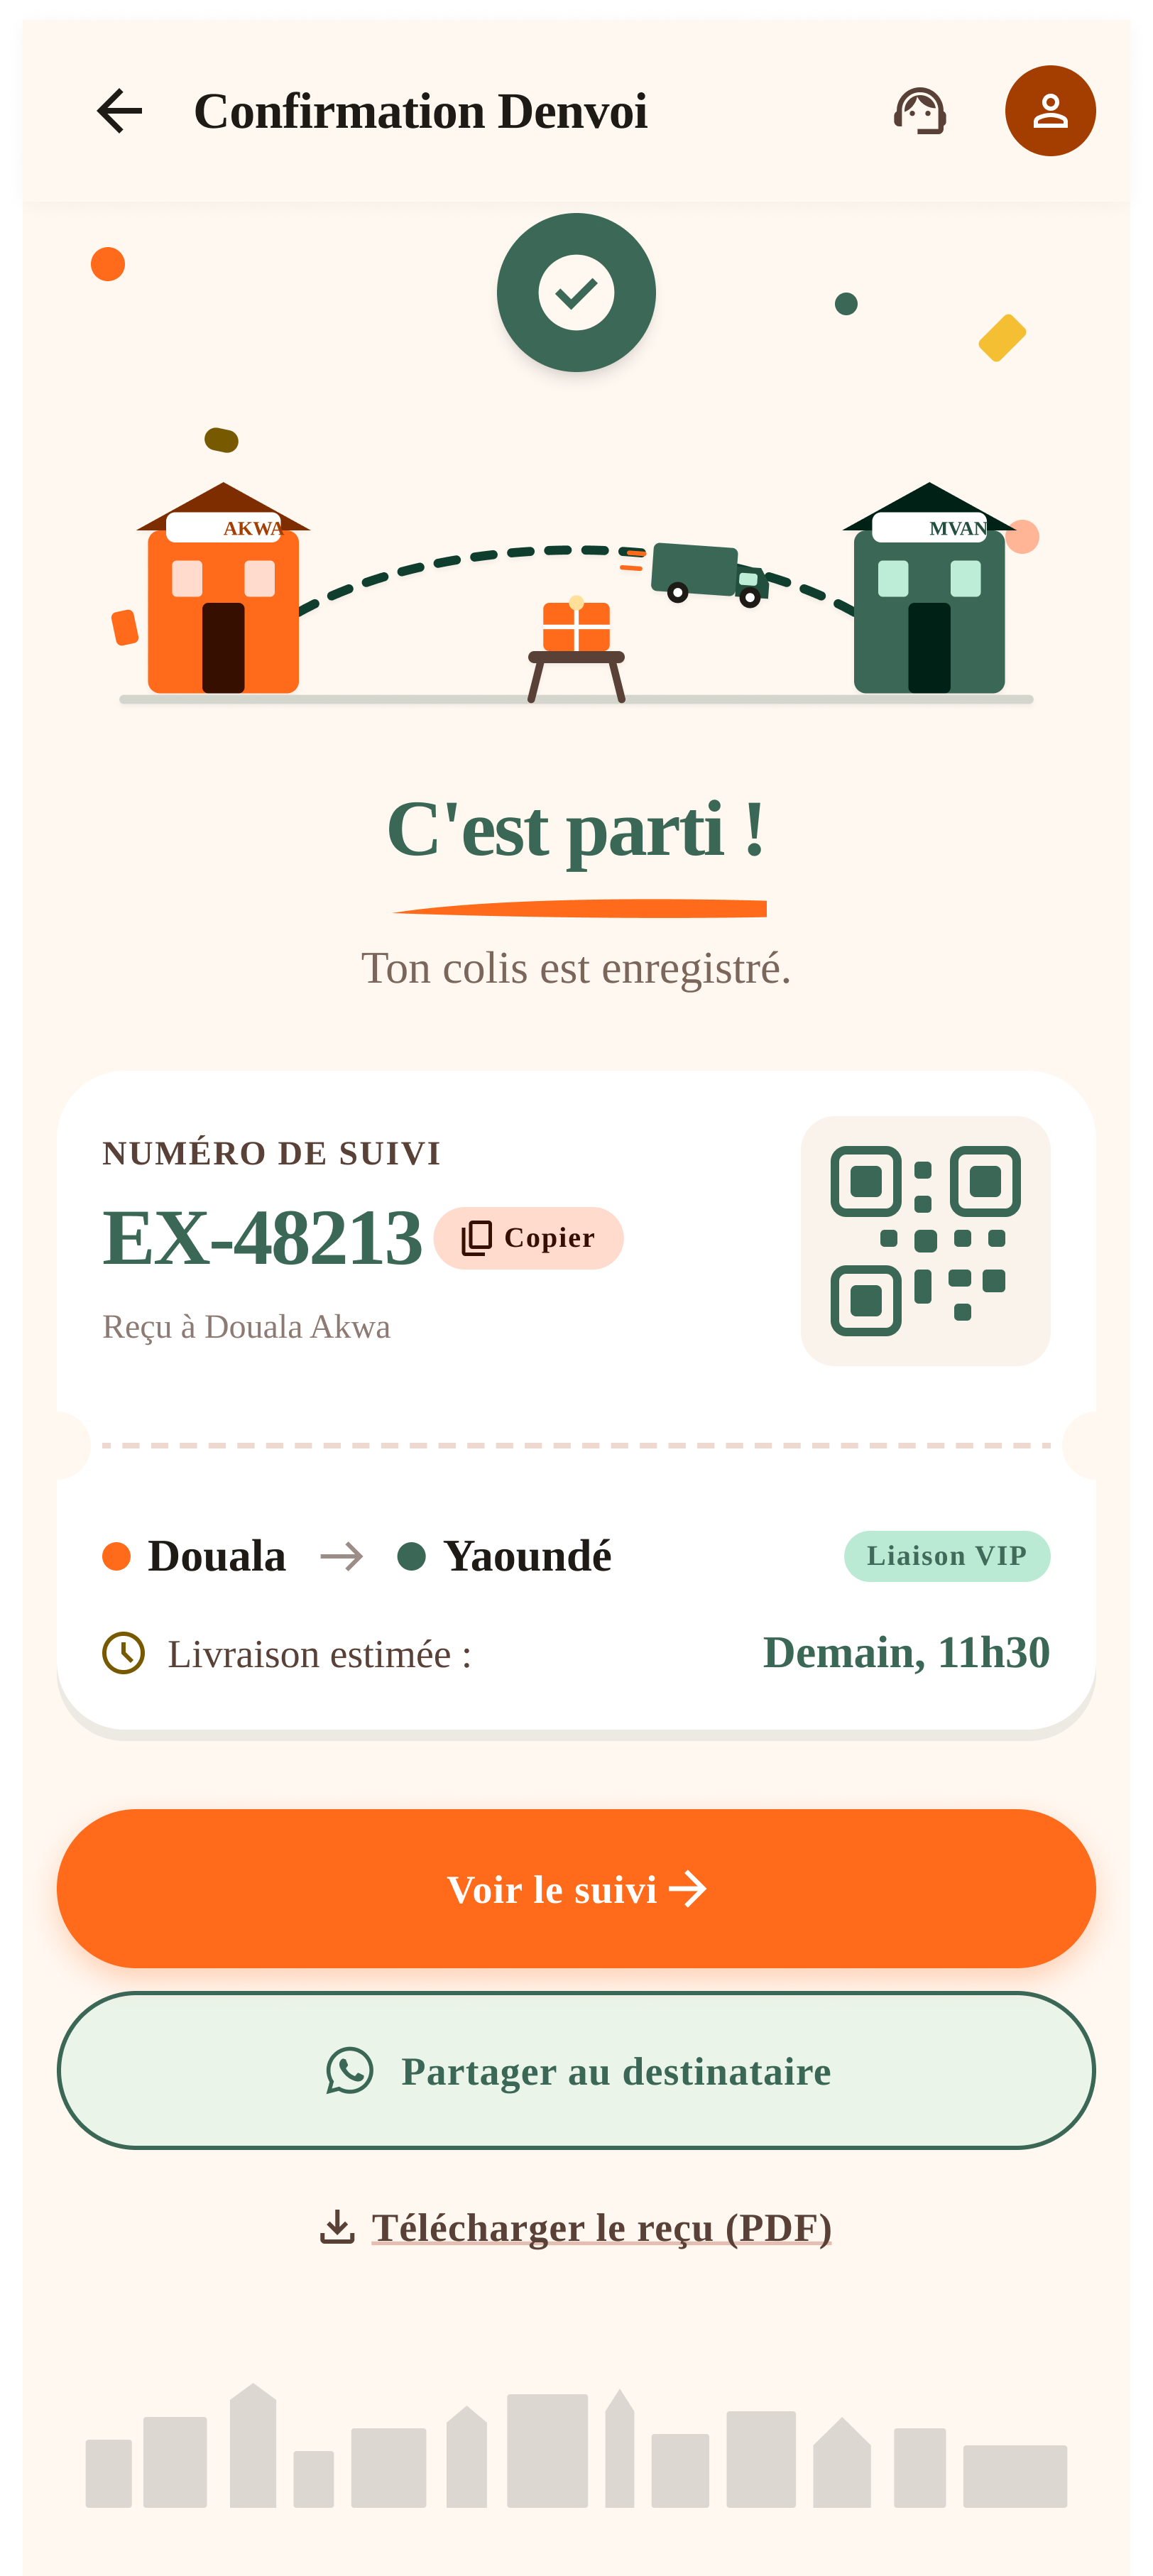 Confirmation Denvoi
AKWA
MVAN
C'est parti !
Ton colis est enregistré.
NUMÉRO DE SUIVI
EX-48213
Copier
Reçu à Douala Akwa
Douala → Yaoundé
Liaison VIP
Livraison estimée :
Demain, 11h30
Voir le suivi →
Partager au destinataire
Télécharger le reçu (PDF)